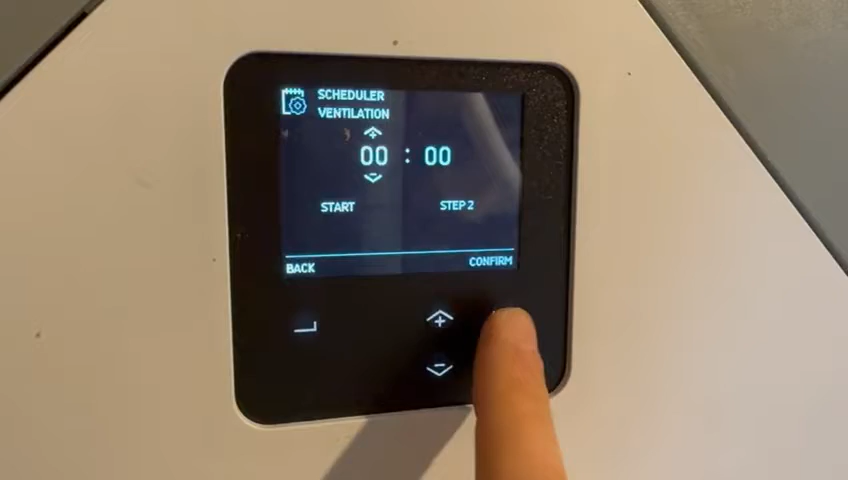 SCHEDULER
VENTILATION
00 : 00
START STEP 2
BACK CONFIRM